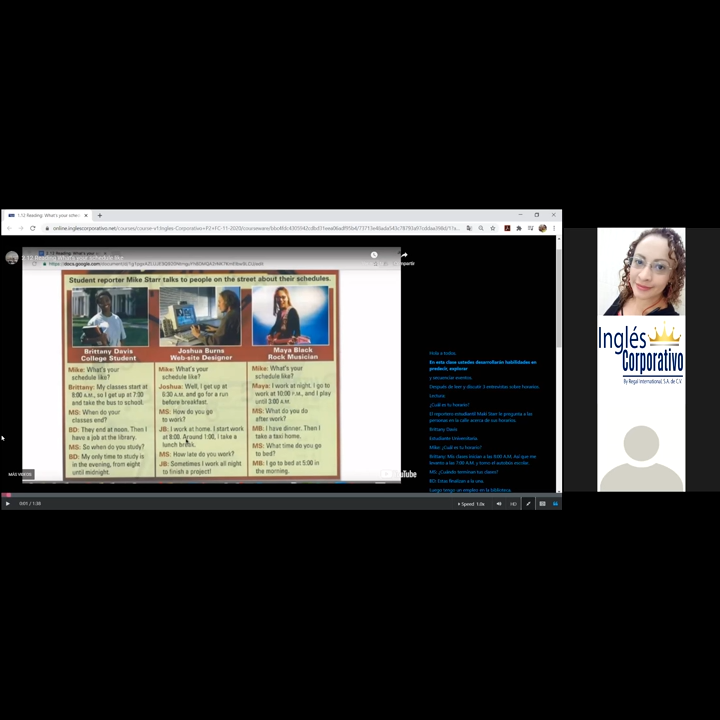 1.12 Reading: What's your sche
online.inglescorporativo.net/courses/course-v1:Ingles-Corporativo+
1.12 Reading What's your schedule like
Student reporter Mike Starr talks to people on the street about their schedules.
Brittany Davis
College Student
Mike: What's your
schedule like?
Brittany: My classes start at
8:00 A.M., so I get up at 7:00
and take the bus to school.
MS: When do your
classes end?
BD: They end at noon. Then I
have a job at the library.
MS: So when do you study?
BD: My only time to study is
in the evening, from eight
until midnight.
Joshua Burns
Web-site Designer
Mike: What's your
schedule like?
Joshua: Well, I get up at
6:30 A.M. and go for a run
before breakfast.
MS: How do you go
to work?
JB: I work at home. I start work
at 8:00. Around 1:00, I take a
lunch break.
MS: How late do you work?
JB: Sometimes I work all night
to finish a project!
Maya Black
Rock Musician
Mike: What's your
schedule like?
Maya: I work at night. I go to
work at 10:00 P.M., and I play
until 3:00 A.M.
MS: What do you do
after work?
MB: I have dinner. Then I
take a taxi home.
MS: What time do you go
to bed?
MB: I go to bed at 5:00 in
the morning.
MÁS VIDEOS
0:01 / 1:38
Speed 1.0x
Hola a todos.
En esta clase ustedes desarrollarán habilidades en
predecir, explorar
y secuenciar eventos.
Después de leer y discutir 3 entrevistas sobre horarios.
Lectura.
¿Cuál es tu horario?
El reportero estudiantil
las personas
en la calle acerca de sus horarios.
Brittany Davis
Estudiante Universitaria.
Mike: ¿Cuál es tu horario?
Brittany: Mis clases inician a las 8:00 A.M. Así que me
levanto a las 7:00 A.M. y tomo el autobús escolar.
MS: ¿Cuándo terminan tus clases?
BD: Estas finalizan a la una.
Luego tengo un empleo en la biblioteca.
Inglés
Corporativo
By Regal International, S.A. de C.V.